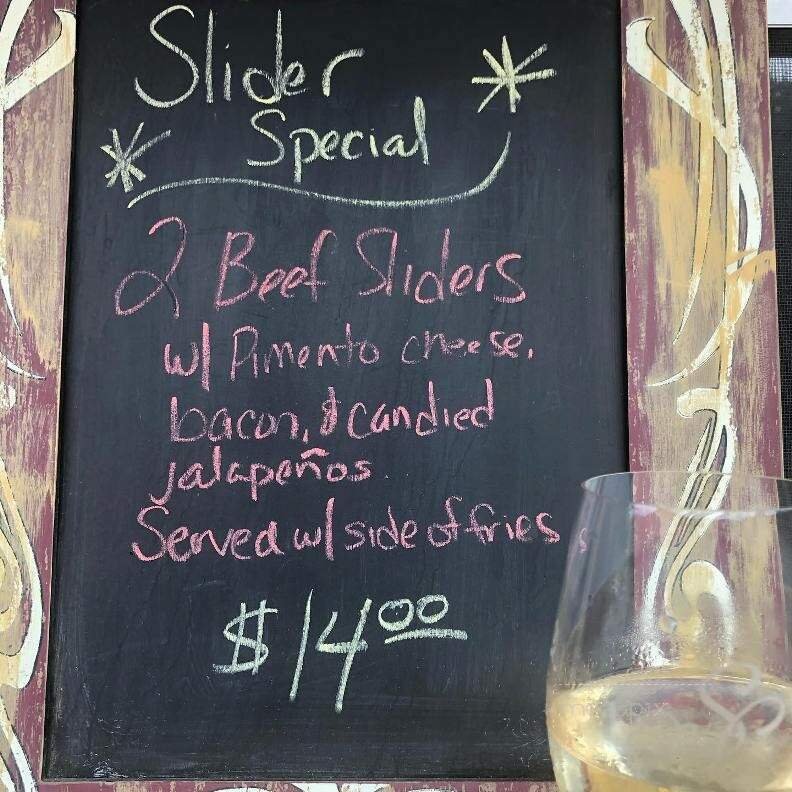 Slider
Special
2 Beef Sliders
w/ Pimento cheese,
bacon, & candied
jalapeños
Served w/ side of fries
$14.00